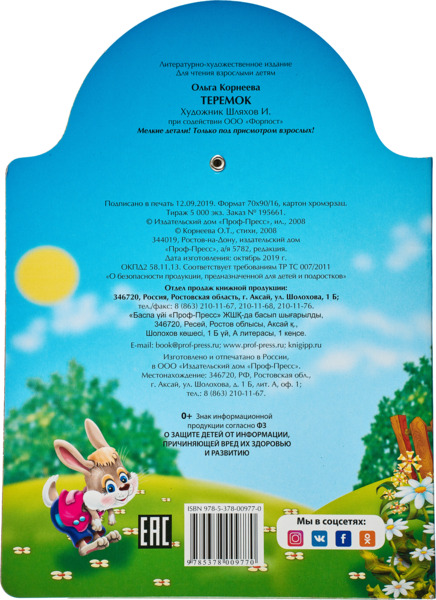 Литературно-художественное издание
Для чтения взрослыми детям
Ольга Корнеева
ТЕРЕМОК
Художник Шляхов И.
при содействии ООО «Форпост»
Мелкие детали! Только под присмотром взрослых!
Подписано в печать 12.09.2019. Формат 70х90/16, картон хромэрзац.
Тираж 5 000 экз. Заказ № 195661.
© Издательский дом «Проф-Пресс», ил., 2008
© Корнеева О.Т., стихи, 2008
344019, Ростов-на-Дону, издательский дом
«Проф-Пресс», а/я 5782, редакция.
Дата изготовления: октябрь 2019 г.
ОКПД2 58.11.13. Соответствует требованиям ТР ТС 007/2011
«О безопасности продукции, предназначенной для детей и подростков»
Отдел продаж книжной продукции:
346720, Россия, Ростовская область, г. Аксай, ул. Шолохова, 1 Б;
тел./факс: 8 (863) 210-11-67, 210-11-68, 210-11-76.
«Баспа үйі «Проф-Пресс» ЖШҚ-да басып шығарылды,
346720, Ресей, Ростов облысы, Аксай қ.,
Шолохов көшесі, 1 Б үй, А литерасы, 1 кеңсе.
E-mail: book@prof-press.ru, www.prof-press.ru; knigipp.ru
Изготовлено и отпечатано в России,
в ООО «Издательский дом «Проф-Пресс».
Местонахождение: 346720, РФ, Ростовская обл.,
г. Аксай, ул. Шолохова, д. 1 Б, лит. А, оф. 1;
тел.: 8 (863) 210-11-67.
0+ Знак информационной
продукции согласно ФЗ
О ЗАЩИТЕ ДЕТЕЙ ОТ ИНФОРМАЦИИ,
ПРИЧИНЯЮЩЕЙ ВРЕД ИХ ЗДОРОВЬЮ
И РАЗВИТИЮ
EAC
ISBN 978-5-378-00977-0
9 785378 009770
Мы в соцсетях: